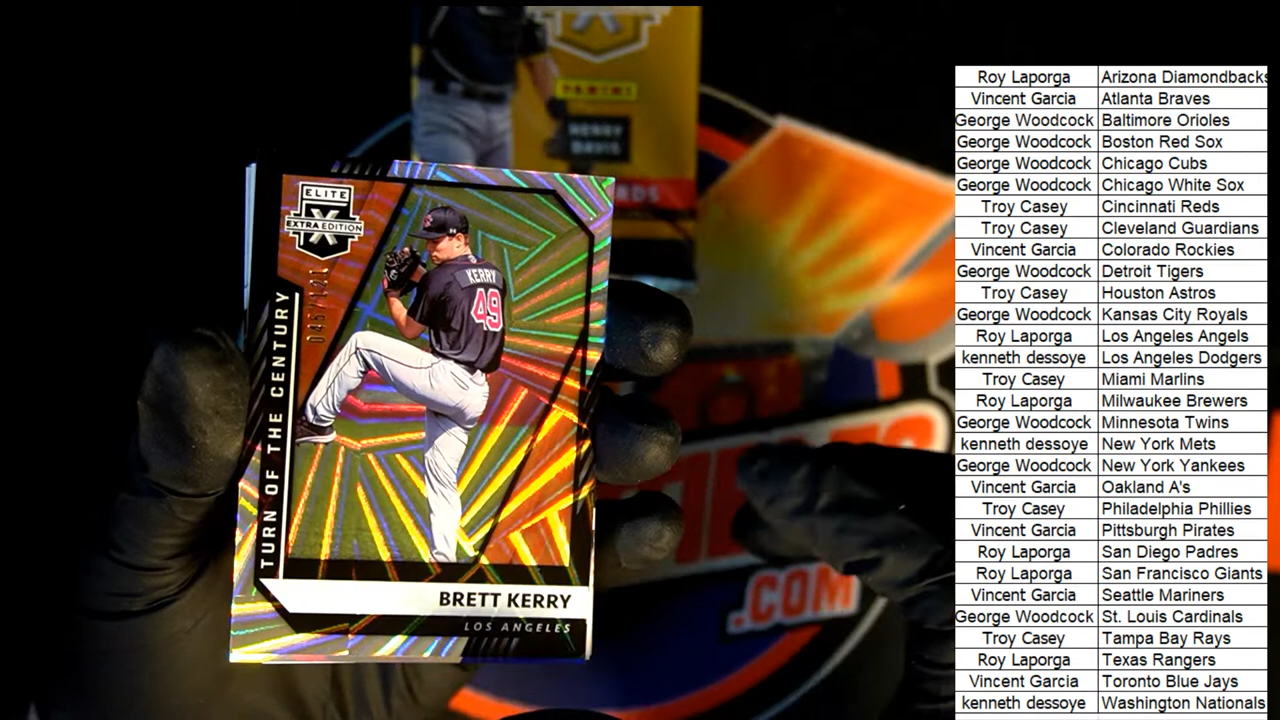 PANINI
HENRY
DAVIS
RDS
ELITE
X
EXTRA EDITION
TURN OF THE CENTURY
KERRY
49
BRETT KERRY
LOS ANGELES
.COM
Roy Laporga Arizona Diamondbacks
Vincent Garcia Atlanta Braves
George Woodcock Baltimore Orioles
George Woodcock Boston Red Sox
George Woodcock Chicago Cubs
George Woodcock Chicago White Sox
Troy Casey Cincinnati Reds
Troy Casey Cleveland Guardians
Vincent Garcia Colorado Rockies
George Woodcock Detroit Tigers
Troy Casey Houston Astros
George Woodcock Kansas City Royals
Roy Laporga Los Angeles Angels
kenneth dessoye Los Angeles Dodgers
Troy Casey Miami Marlins
Roy Laporga Milwaukee Brewers
George Woodcock Minnesota Twins
kenneth dessoye New York Mets
George Woodcock New York Yankees
Vincent Garcia Oakland A's
Troy Casey Philadelphia Phillies
Vincent Garcia Pittsburgh Pirates
Roy Laporga San Diego Padres
Roy Laporga San Francisco Giants
Vincent Garcia Seattle Mariners
George Woodcock St. Louis Cardinals
Troy Casey Tampa Bay Rays
Roy Laporga Texas Rangers
Vincent Garcia Toronto Blue Jays
kenneth dessoye Washington Nationals